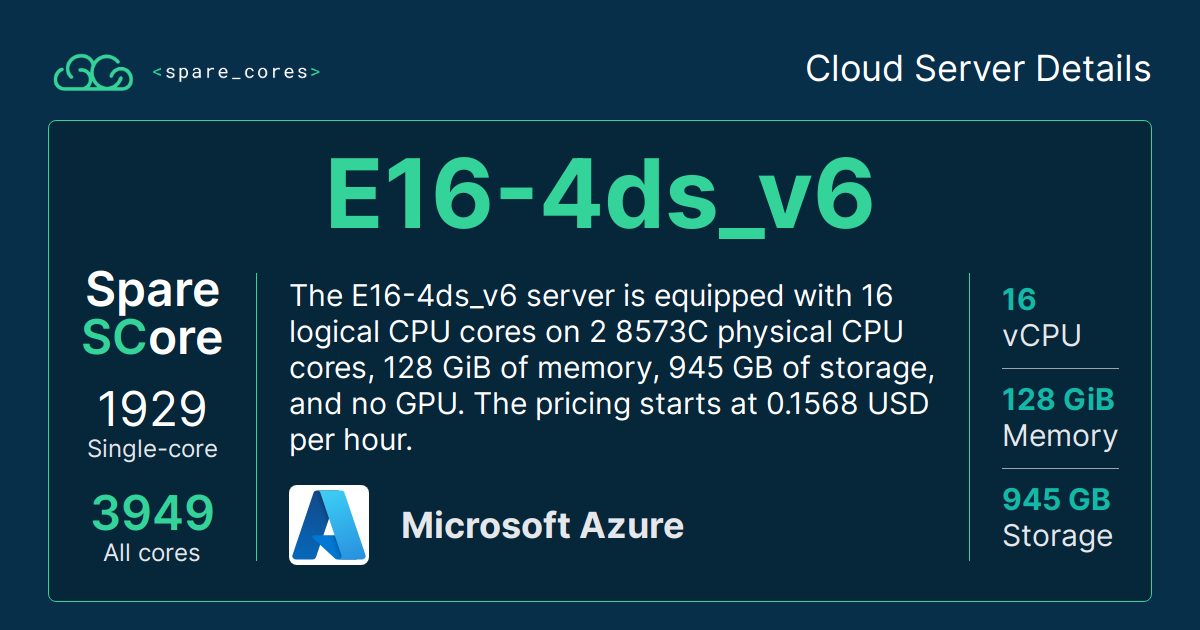 <spare_cores>
Cloud Server Details
E16-4ds_v6
Spare
SCore
1929
Single-core
3949
All cores
The E16-4ds_v6 server is equipped with 16
logical CPU cores on 2 8573C physical CPU
cores, 128 GiB of memory, 945 GB of storage,
and no GPU. The pricing starts at 0.1568 USD
per hour.
Microsoft Azure
16
vCPU
128 GiB
Memory
945 GB
Storage